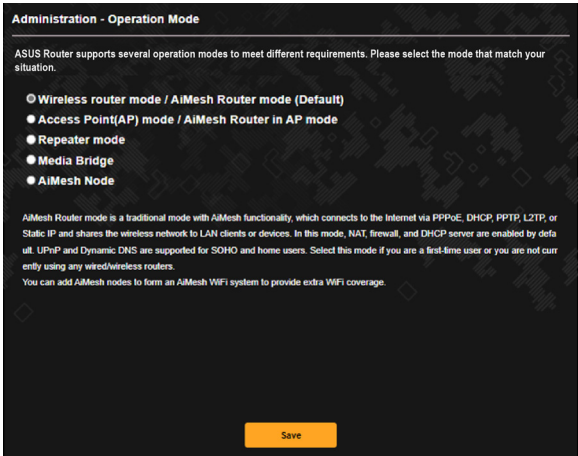 Administration - Operation Mode
ASUS Router supports several operation modes to meet different requirements. Please select the mode that match your
situation.
Wireless router mode / AiMesh Router mode (Default)
Access Point(AP) mode / AiMesh Router in AP mode
Repeater mode
Media Bridge
AiMesh Node
AiMesh Router mode is a traditional mode with AiMesh functionality, which connects to the Internet via PPPoE, DHCP, PPTP, L2TP, or
Static IP and shares the wireless network to LAN clients or devices. In this mode, NAT, firewall, and DHCP server are enabled by defa
ult. UPnP and Dynamic DNS are supported for SOHO and home users. Select this mode if you are a first-time user or you are not curr
ently using any wired/wireless routers.
You can add AiMesh nodes to form an AiMesh WiFi system to provide extra WiFi coverage.
Save